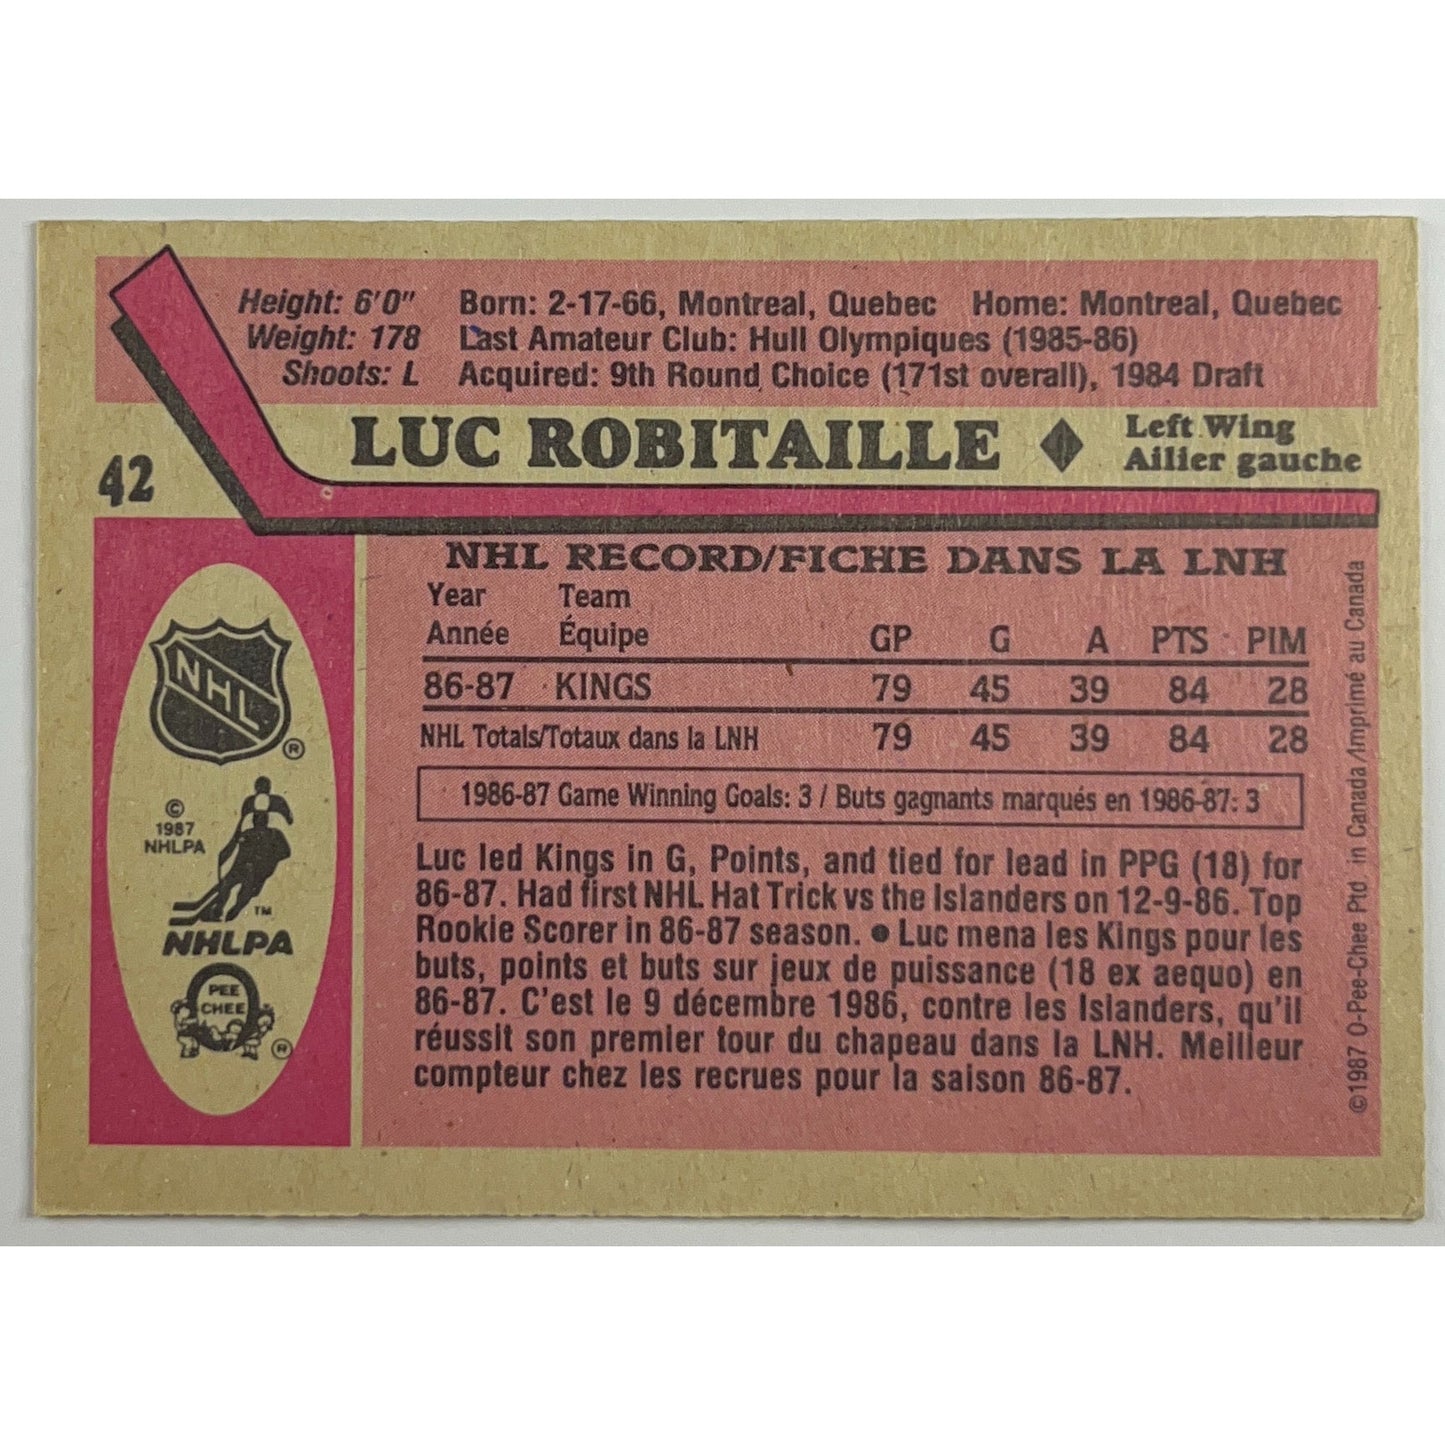 Height: 6'0" Born: 2-17-66, Montreal, Quebec Home: Montreal, Quebec
Weight: 178 Last Amateur Club: Hull Olympiques (1985-86)
Shoots: L Acquired: 9th Round Choice (171st overall), 1984 Draft
42
LUC ROBITAILLE
Left Wing
Ailier gauche
NHL RECORD/FICHE DANS LA LNH
Year Team
Année Équipe GP G A PTS PIM
86-87 KINGS 79 45 39 84 28
NHL Totals/Totaux dans la LNH 79 45 39 84 28
1986-87 Game Winning Goals: 3 / Buts gagnants marqués en 1986-87: 3
Luc led Kings in G, Points, and tied for lead in PPG (18) for
86-87. Had first NHL Hat Trick vs the Islanders on 12-9-86. Top
Rookie Scorer in 86-87 season. ● Luc mena les Kings pour les
buts, points et buts sur jeux de puissance (18 ex aequo) en
86-87. C'est le 9 décembre 1986, contre les Islanders, qu'il
réussit son premier tour du chapeau dans la LNH. Meilleur
compteur chez les recrues pour la saison 86-87.
NHL ®
©
1987
NHLPA
TM
NHLPA
O
PEE
CHEE
®
©1987 O-Pee-Chee Ptd. in Canada/Imprimé au Canada